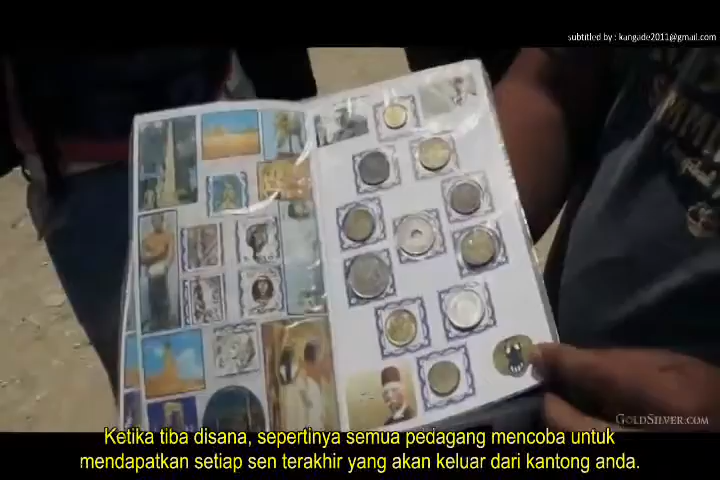 subtitled by : kangade2011@gmail.com
GOLDSILVER.COM
Ketika tiba disana, sepertinya semua pedagang mencoba untuk
mendapatkan setiap sen terakhir yang akan keluar dari kantong anda.